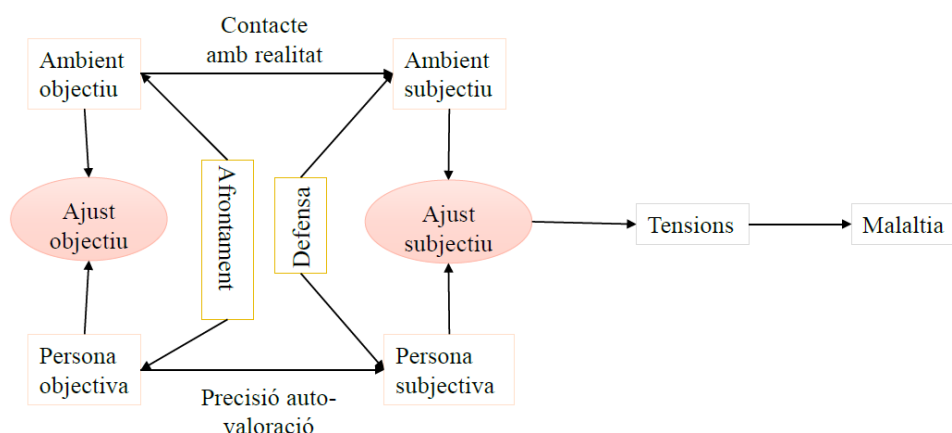 Contacte
amb realitat
Ambient
objectiu
Ambient
subjectiu
Afrontament
Defensa
Ajust
objectiu
Ajust
subjectiu
Tensions
Malaltia
Persona
objectiva
Persona
subjectiva
Precisió auto-
valoració